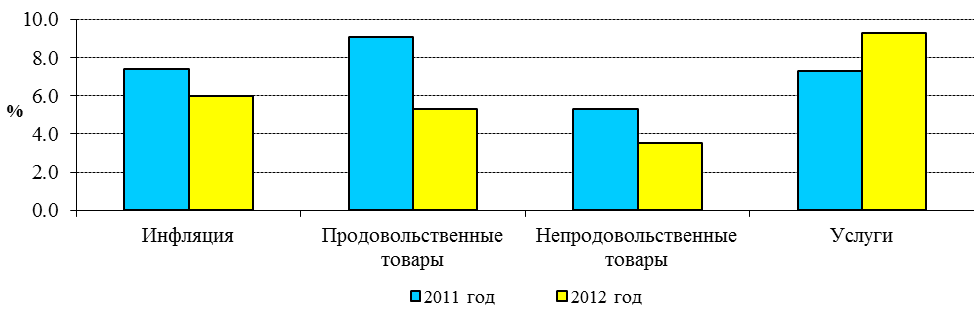 10.0
8.0
6.0
4.0
2.0
0.0
%
Инфляция
Продовольственные
товары
Непродовольственные
товары
Услуги
2011 год
2012 год